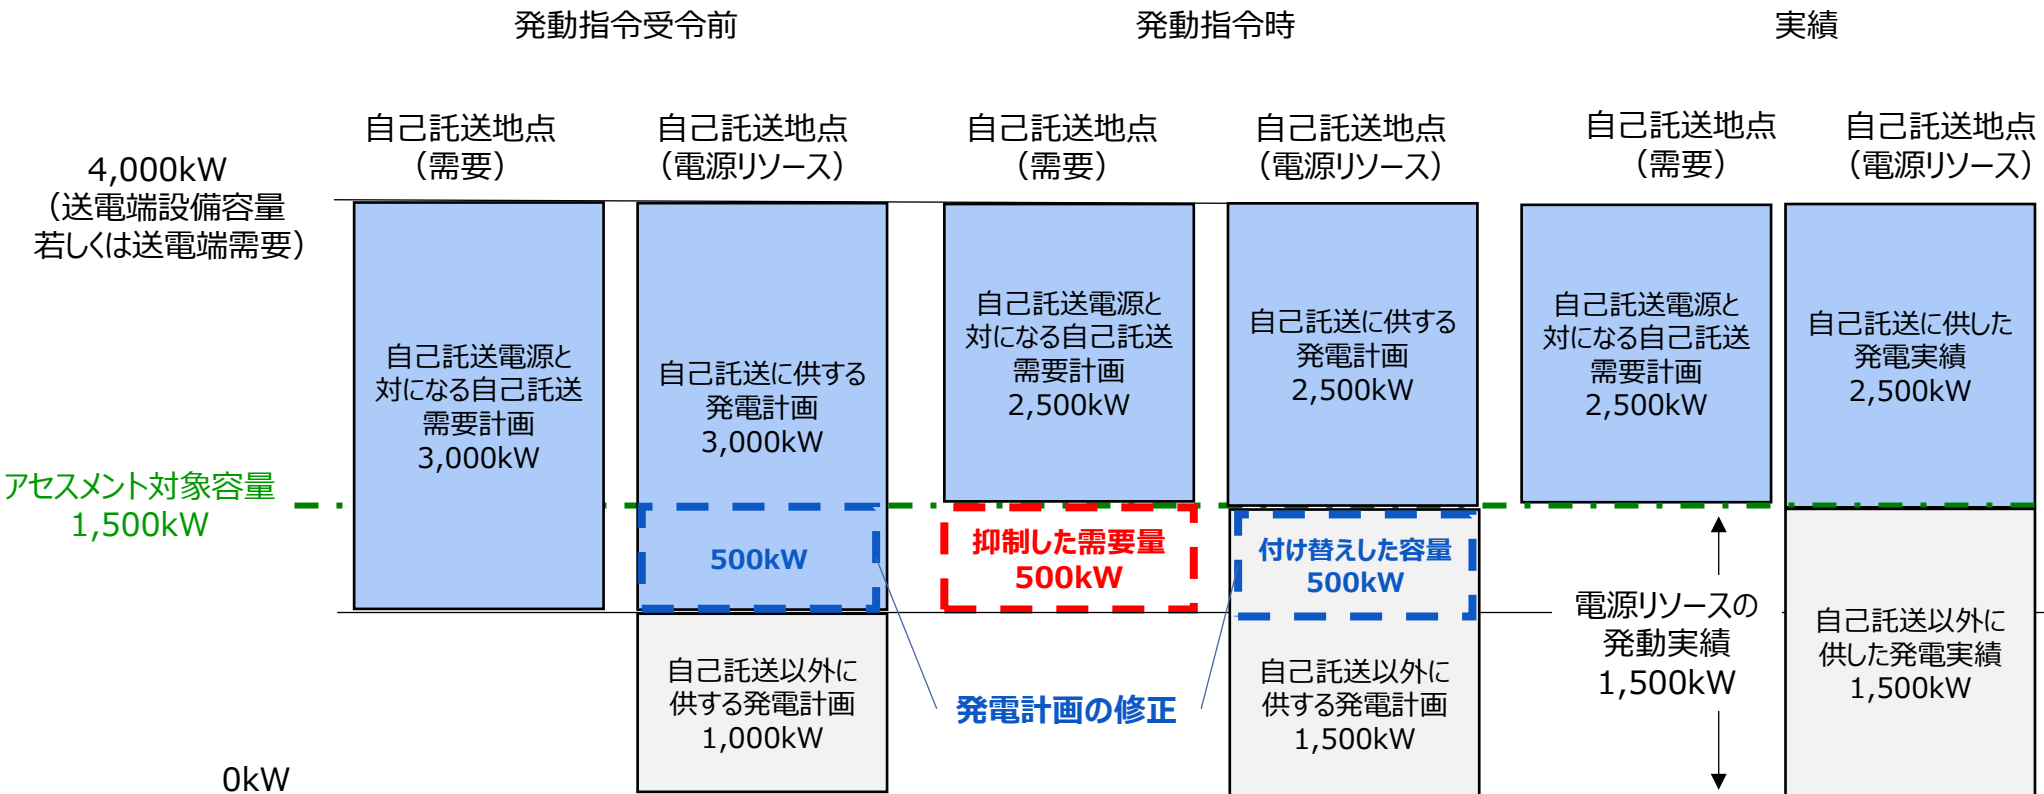 発動指令受令前
発動指令時
実績
自己託送地点
（需要）
自己託送地点
（電源リソース）
自己託送地点
（需要）
自己託送地点
（電源リソース）
自己託送地点
（需要）
自己託送地点
（電源リソース）
4,000kW
（送電端設備容量
若しくは送電端需要）
アセスメント対象容量
1,500kW
0kW
自己託送電源と
対になる自己託送
需要計画
3,000kW
自己託送に供する
発電計画
3,000kW
500kW
自己託送以外に
供する発電計画
1,000kW
自己託送電源と
対になる自己託送
需要計画
2,500kW
抑制した需要量
500kW
発電計画の修正
自己託送に供する
発電計画
2,500kW
付け替えした容量
500kW
自己託送以外に
供する発電計画
1,500kW
自己託送電源と
対になる自己託送
需要計画
2,500kW
電源リソースの
発動実績
1,500kW
自己託送に供した
発電実績
2,500kW
自己託送以外に
供した発電実績
1,500kW